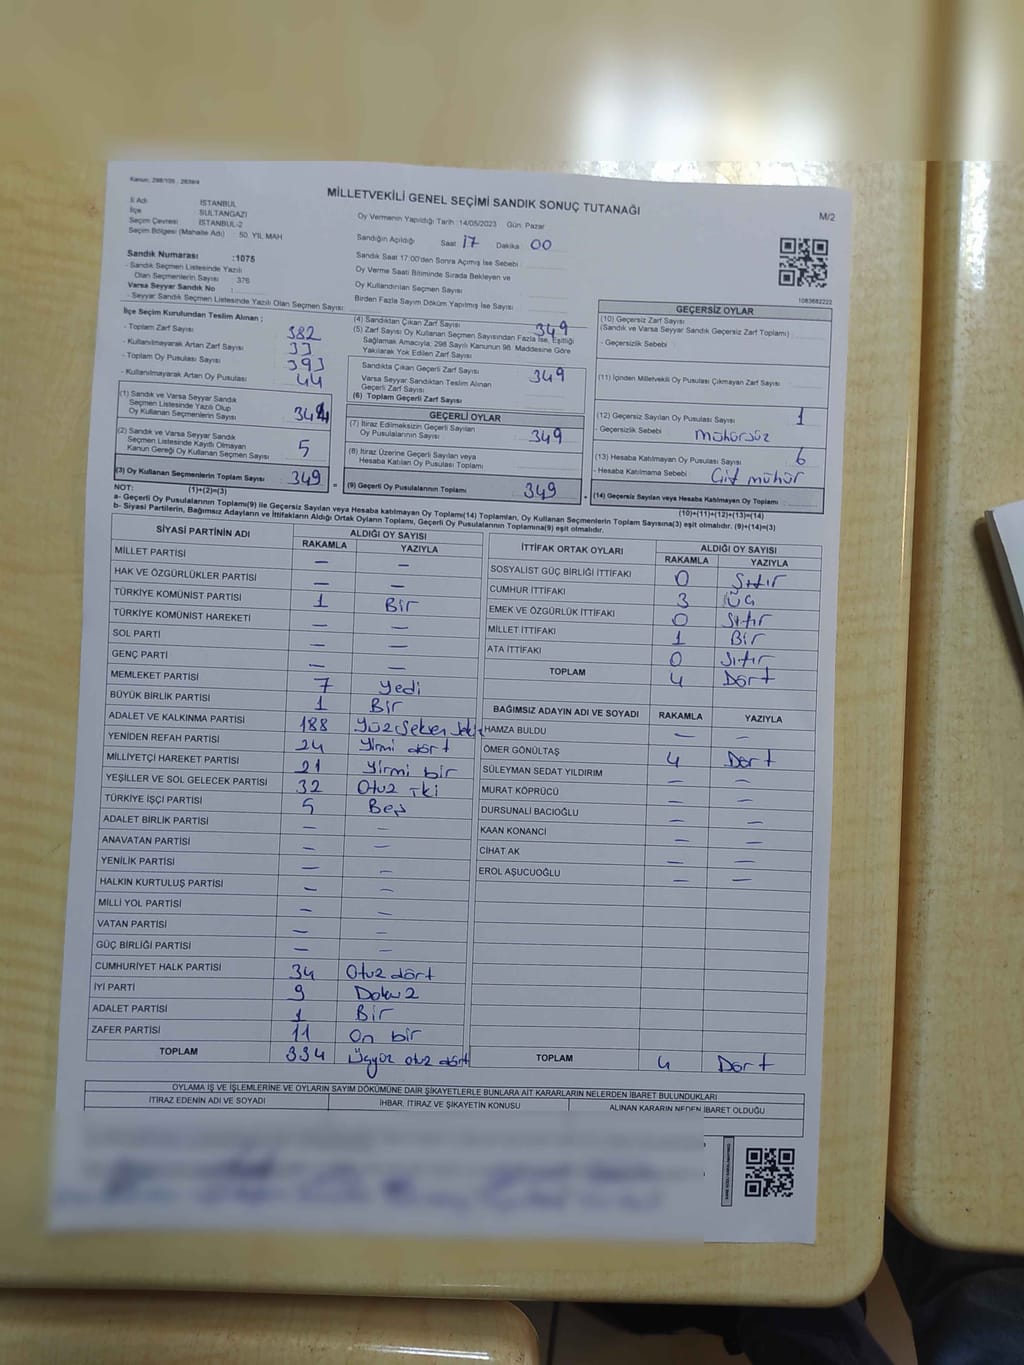 Kanun; 298/105 , 2839/4
MİLLETVEKİLİ GENEL SEÇİMİ SANDIK SONUÇ TUTANAĞI
M/2
İl Adı : İSTANBUL
İlçe : SULTANGAZİ
Seçim Çevresi : İSTANBUL-2
Seçim Bölgesi (Mahalle Adı) : 50. YIL MAH
Sandık Numarası :1075
- Sandık Seçmen Listesinde Yazılı
Olan Seçmenlerin Sayısı : 376
Varsa Seyyar Sandık No :
- Seyyar Sandık Seçmen Listesinde Yazılı Olan Seçmen Sayısı:
Oy Vermenin Yapıldığı Tarih :14/05/2023 Gün: Pazar
Sandığın Açıldığı Saat: 17 Dakika 00
Sandık Saat 17:00'den Sonra Açımış İse Sebebi :
Oy Verme Saati Bitiminde Sırada Bekleyen ve
Oy Kullandırılan Seçmen Sayısı
Birden Fazla Sayım Döküm Yapılmış İse Sayısı
1083682222
İlçe Seçim Kurulundan Teslim Alınan ;
- Toplam Zarf Sayısı : 382
- Kullanılmayarak Artan Zarf Sayısı : 33
- Toplam Oy Pusulası Sayısı : 393
- Kullanılmayarak Artan Oy Pusulası : 44
(1) Sandık ve Varsa Seyyar Sandık
Seçmen Listesinde Yazılı Olup
Oy Kullanan Seçmenlerin Sayısı 344
(2) Sandık ve Varsa Seyyar Sandık
Seçmen Listesinde Kayıtlı Olmayan
Kanun Gereği Oy Kullanan Seçmen Sayısı 5
(3) Oy Kullanan Seçmenlerin Toplam Sayısı 349
(1)+(2)=(3)
(4) Sandıktan Çıkan Zarf Sayısı 349
(5) Zarf Sayısı Oy Kullanan Seçmen Sayısından Fazla İse, Eşitliği
Sağlamak Amacıyla; 298 Sayılı Kanunun 98. Maddesine Göre
Yakılarak Yok Edilen Zarf Sayısı
Sandıkta Çıkan Geçerli Zarf Sayısı 349
Varsa Seyyar Sandıktan Teslim Alınan
Geçerli Zarf Sayısı
(6) Toplam Geçerli Zarf Sayısı
GEÇERLİ OYLAR
(7) İtiraz Edilmeksizin Geçerli Sayılan
Oy Pusulalarının Sayısı 349
(8) İtiraz Üzerine Geçerli Sayılan veya
Hesaba Katılan Oy Pusulası Toplamı
(9) Geçerli Oy Pusulalarının Toplamı 349
GEÇERSİZ OYLAR
(10) Geçersiz Zarf Sayısı
(Sandık ve Varsa Seyyar Sandık Geçersiz Zarf Toplamı)
- Geçersizlik Sebebi :
(11) İçinden Milletvekili Oy Pusulası Çıkmayan Zarf Sayısı
(12) Geçersiz Sayılan Oy Pusulası Sayısı 1
- Geçersizlik Sebebi : mühürsüz
(13) Hesaba Katılmayan Oy Pusulası Sayısı 6
- Hesaba Katılmama Sebebi : Çift mühür
(14) Geçersiz Sayılan veya Hesaba Katılmayan Oy Toplamı
(10)+(11)+(12)+(13)=(14)
NOT:
a- Geçerli Oy Pusulalarının Toplamı(9) ile Geçersiz Sayılan veya Hesaba katılmayan Oy Toplamı(14) Toplamları, Oy Kullanan Seçmenlerin Toplam Sayısına(3) eşit olmalıdır. (9)+(14)=(3)
b- Siyasi Partilerin, Bağımsız Adayların ve İttifakların Aldığı Ortak Oyların Toplamı, Geçerli Oy Pusulalarının Toplamına(9) eşit olmalıdır.
SİYASİ PARTİNİN ADI ALDIĞI OY SAYISI
RAKAMLA YAZIYLA
MİLLET PARTİSİ — —
HAK VE ÖZGÜRLÜKLER PARTİSİ — —
TÜRKİYE KOMÜNİST PARTİSİ 1 Bir
TÜRKİYE KOMÜNİST HAREKETİ — —
SOL PARTİ — —
GENÇ PARTİ — —
MEMLEKET PARTİSİ 7 Yedi
BÜYÜK BİRLİK PARTİSİ 1 Bir
ADALET VE KALKINMA PARTİSİ 188 Yüz Seksen Sekiz
YENİDEN REFAH PARTİSİ 24 Yirmi dört
MİLLİYETÇİ HAREKET PARTİSİ 21 Yirmi bir
YEŞİLLER VE SOL GELECEK PARTİSİ 32 Otuz iki
TÜRKİYE İŞÇİ PARTİSİ 5 Beş
ADALET BİRLİK PARTİSİ — —
ANAVATAN PARTİSİ — —
YENİLİK PARTİSİ — —
HALKIN KURTULUŞ PARTİSİ — —
MİLLİ YOL PARTİSİ — —
VATAN PARTİSİ — —
GÜÇ BİRLİĞİ PARTİSİ — —
CUMHURİYET HALK PARTİSİ 34 Otuz dört
İYİ PARTİ 9 Dokuz
ADALET PARTİSİ 1 Bir
ZAFER PARTİSİ 11 On bir
TOPLAM 334 Üçyüz otuz dört
İTTİFAK ORTAK OYLARI ALDIĞI OY SAYISI
RAKAMLA YAZIYLA
SOSYALİST GÜÇ BİRLİĞİ İTTİFAKI 0 Sıfır
CUMHUR İTTİFAKI 3 Üç
EMEK VE ÖZGÜRLÜK İTTİFAKI 0 Sıfır
MİLLET İTTİFAKI 1 Bir
ATA İTTİFAKI 0 Sıfır
TOPLAM 4 Dört
BAĞIMSIZ ADAYIN ADI VE SOYADI RAKAMLA YAZIYLA
HAMZA BULDU — —
ÖMER GÖNÜLTAŞ 4 Dört
SÜLEYMAN SEDAT YILDIRIM — —
MURAT KÖPRÜCÜ — —
DURSUNALİ BACIOĞLU — —
KAAN KONANCİ — —
CİHAT AK — —
EROL AŞUCUOĞLU — —
TOPLAM 4 Dört
OYLAMA İŞ VE İŞLEMLERİNE VE OYLARIN SAYIM DÖKÜMÜNE DAİR ŞİKAYETLERLE BUNLARA AİT KARARLARIN NELERDEN İBARET BULUNDUKLARI
İTİRAZ EDENİN ADI VE SOYADI İHBAR, İTİRAZ VE ŞİKAYETİN KONUSU ALINAN KARARIN NEDEN İBARET OLDUĞU